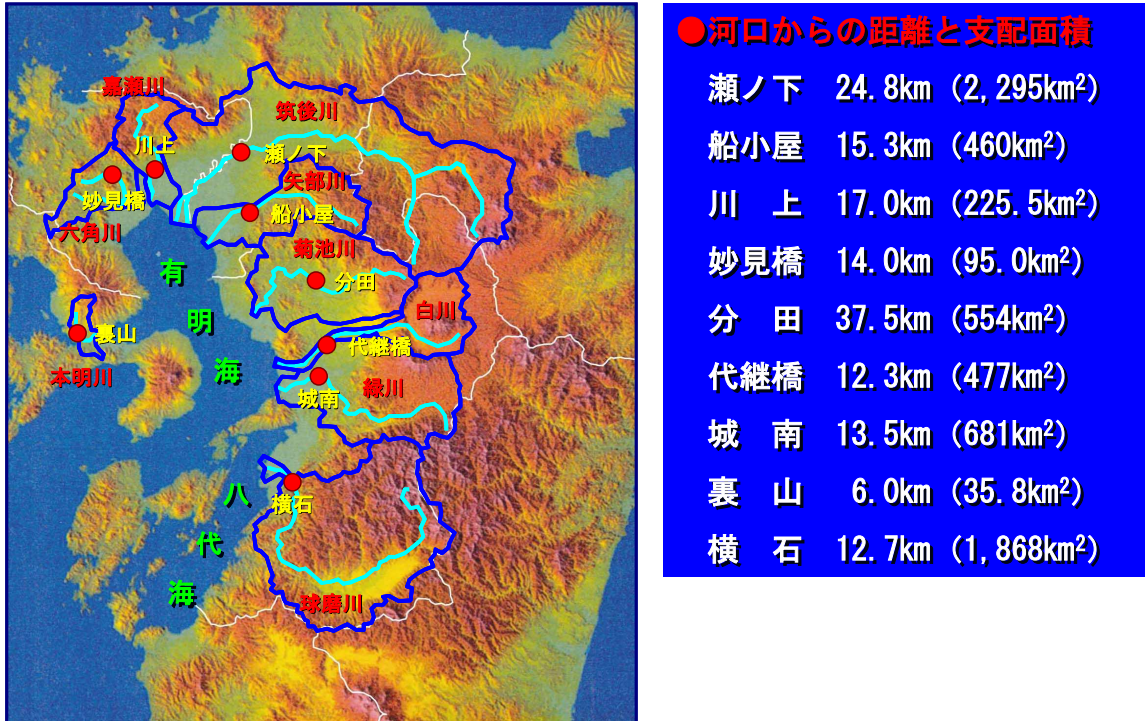 嘉瀬川
筑後川
川上
瀬ノ下
矢部川
妙見橋
船小屋
六角川
菊池川
有明海
分田
白川
裏山
代継橋
本明川
城南
緑川
八代海
横石
球磨川
●河口からの距離と支配面積
瀬ノ下 24.8km (2,295km²)
船小屋 15.3km (460km²)
川　上 17.0km (225.5km²)
妙見橋 14.0km (95.0km²)
分　田 37.5km (554km²)
代継橋 12.3km (477km²)
城　南 13.5km (681km²)
裏　山 6.0km (35.8km²)
横　石 12.7km (1,868km²)